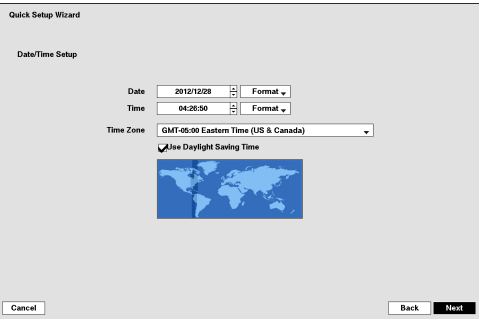 Quick Setup Wizard
Date/Time Setup
Date 2012/12/28 Format
Time 04:26:50 Format
Time Zone GMT-05:00 Eastern Time (US & Canada)
Use Daylight Saving Time
Cancel Back Next